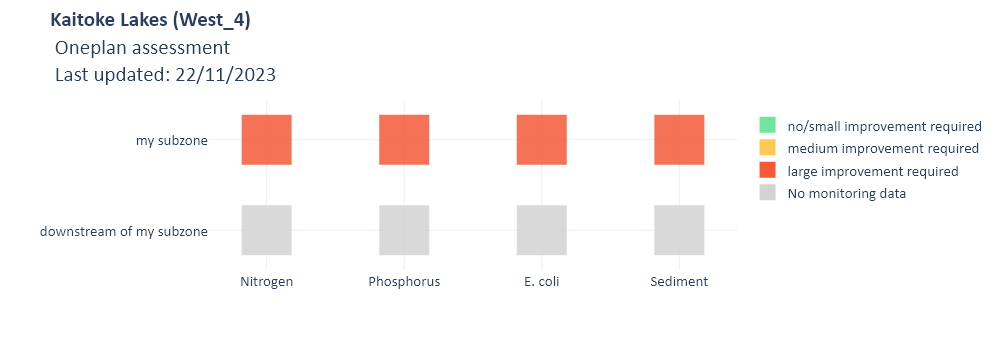 Kaitoke Lakes (West_4)
Oneplan assessment
Last updated: 22/11/2023
my subzone
downstream of my subzone
Nitrogen
Phosphorus
E. coli
Sediment
no/small improvement required
medium improvement required
large improvement required
No monitoring data